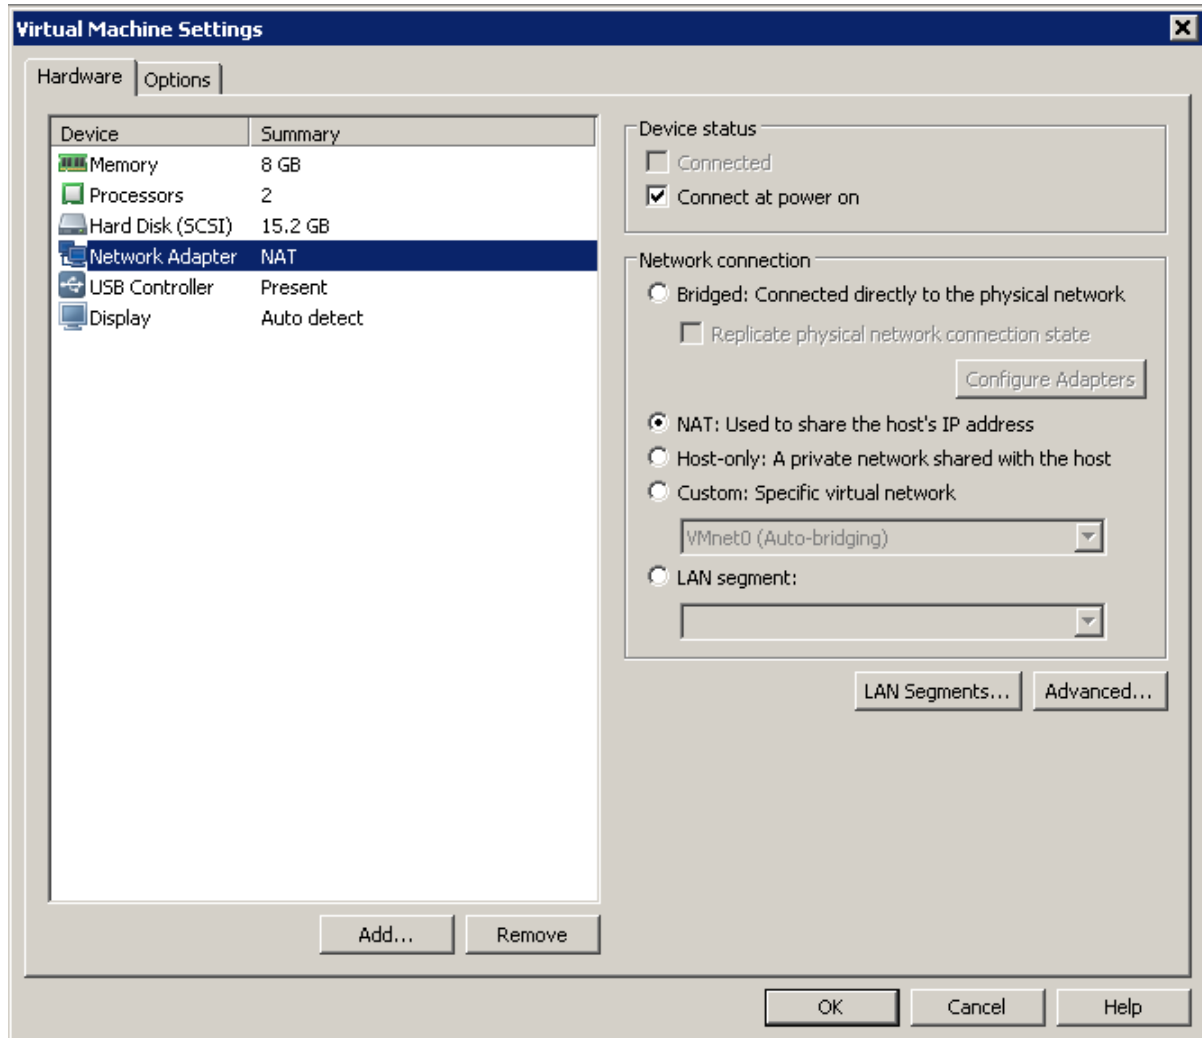 Virtual Machine Settings
Hardware
Options
Device Summary
Memory 8 GB
Processors 2
Hard Disk (SCSI) 15.2 GB
Network Adapter NAT
USB Controller Present
Display Auto detect
Add...
Remove
Device status
Connected
Connect at power on
Network connection
Bridged: Connected directly to the physical network
Replicate physical network connection state
Configure Adapters
NAT: Used to share the host's IP address
Host-only: A private network shared with the host
Custom: Specific virtual network
VMnet0 (Auto-bridging)
LAN segment:
LAN Segments...
Advanced...
OK
Cancel
Help